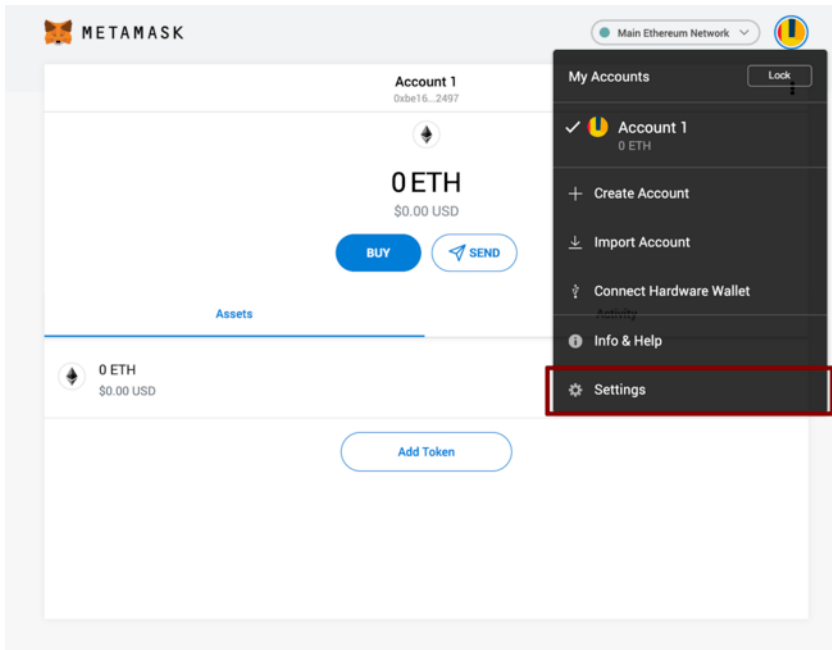 METAMASK
Main Ethereum Network
Account 1
0xbe16...2497
0 ETH
$0.00 USD
BUY
SEND
Assets
Activity
0 ETH
$0.00 USD
Add Token
My Accounts
Lock
Account 1
0 ETH
Create Account
Import Account
Connect Hardware Wallet
Info & Help
Settings